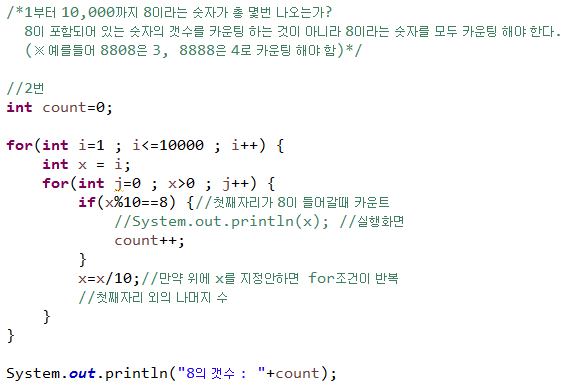 /*1부터 10,000까지 8이라는 숫자가 총 몇번 나오는가?
8이 포함되어 있는 숫자의 갯수를 카운팅 하는 것이 아니라 8이라는 숫자를 모두 카운팅 해야 한다.
(※예를들어 8808은 3, 8888은 4로 카운팅 해야 함)*/
//2번
int count=0;
for(int i=1 ; i<=10000 ; i++) {
int x = i;
for(int j=0 ; x>0 ; j++) {
if(x%10==8) {//첫째자리가 8이 들어갈때 카운트
//System.out.println(x); //실행화면
count++;
}
x=x/10;//만약 위에 x를 지정안하면 for조건이 반복
//첫째자리 외의 나머지 수
}
}
System.out.println("8의 갯수 : "+count);